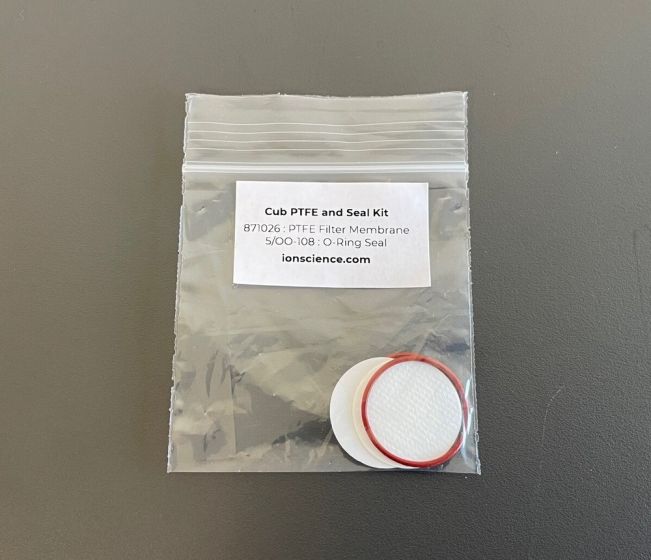 Cub PTFE and Seal Kit
871026 : PTFE Filter Membrane
5/OO-108 : O-Ring Seal
ionscience.com